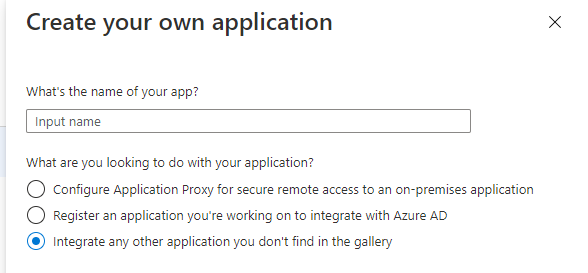 Create your own application
What's the name of your app?
Input name
What are you looking to do with your application?
Configure Application Proxy for secure remote access to an on-premises application
Register an application you're working on to integrate with Azure AD
Integrate any other application you don't find in the gallery